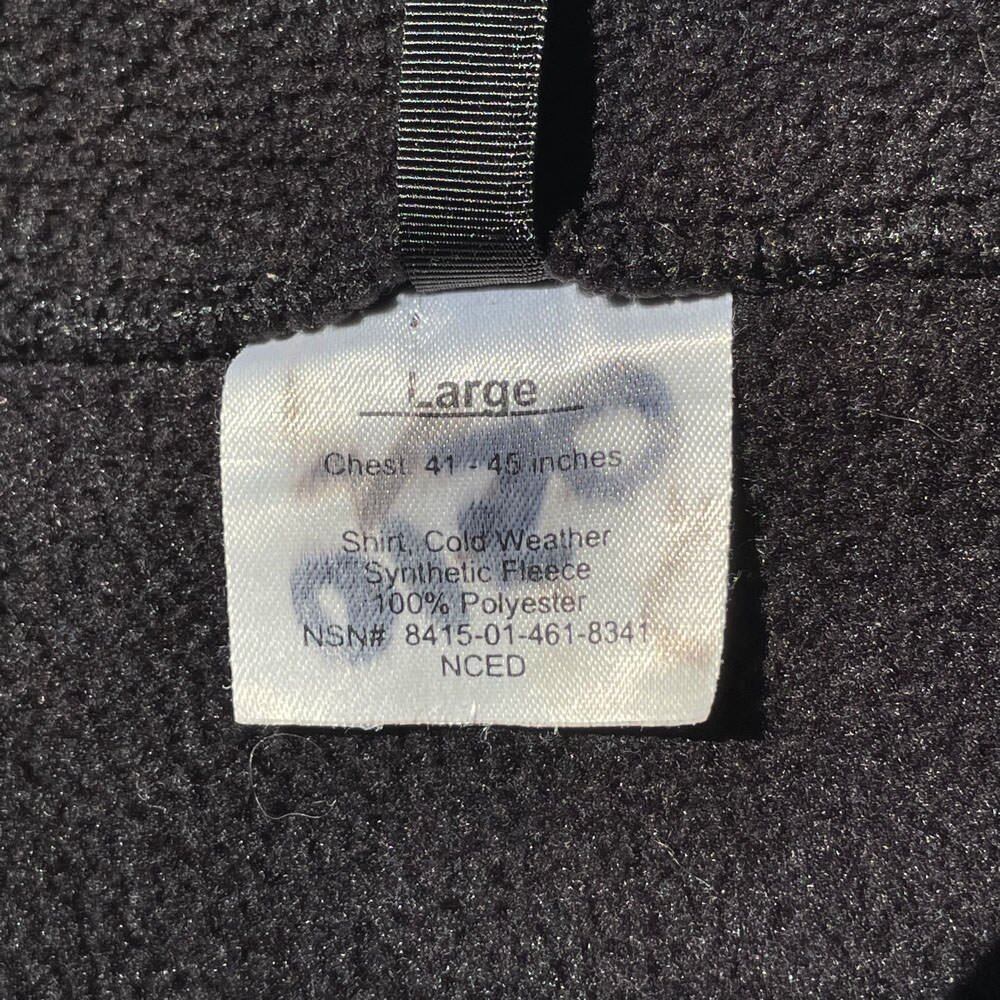 Large
Chest 41 - 45 inches
Shirt, Cold Weather
Synthetic Fleece
100% Polyester
NSN# 8415-01-461-8341
NCED